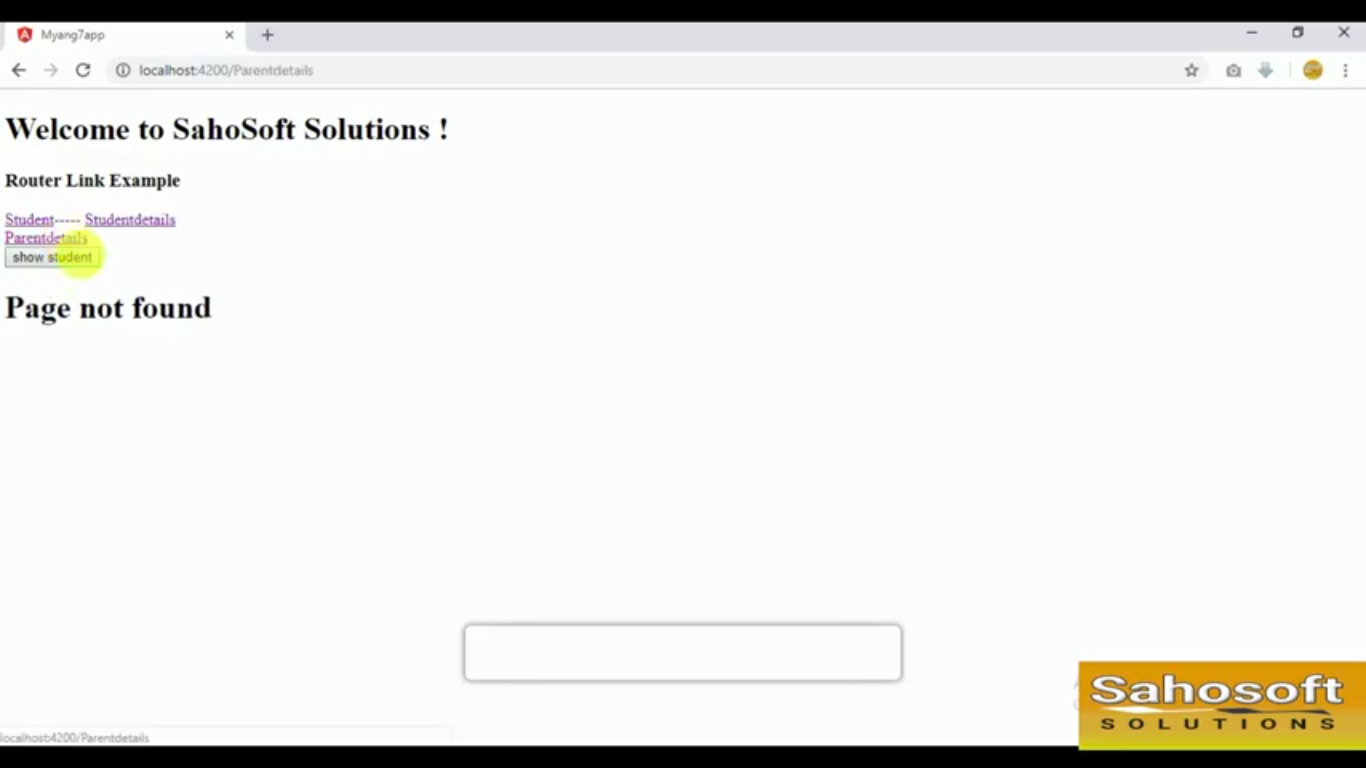 Myang7app
localhost:4200/Parentdetails
Welcome to SahoSoft Solutions !
Router Link Example
Student----- Studentdetails
Parentdetails
show student
Page not found
Sahosoft
SOLUTIONS
localhost:4200/Parentdetails